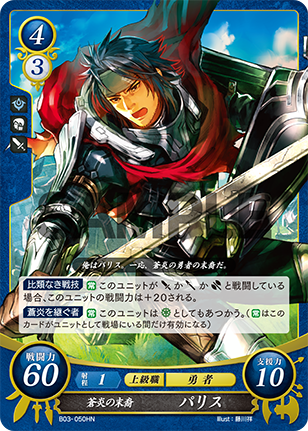 4
3
SAMPLE
俺はパリス。一応、蒼炎の勇者の末裔だ。
比類なき戦技 常 このユニットがか かと戦闘している
場合、このユニットの戦闘力は＋20される。
蒼炎を継ぐ者 常 このユニットは としてもあつかう。（常はこの
カードがユニットとして戦場にいる間だけ有効になる）
戦闘力 60
射程 1 上級職 勇者
支援力 10
蒼炎の末裔 パリス
B03-050HN Illust：藤川祥